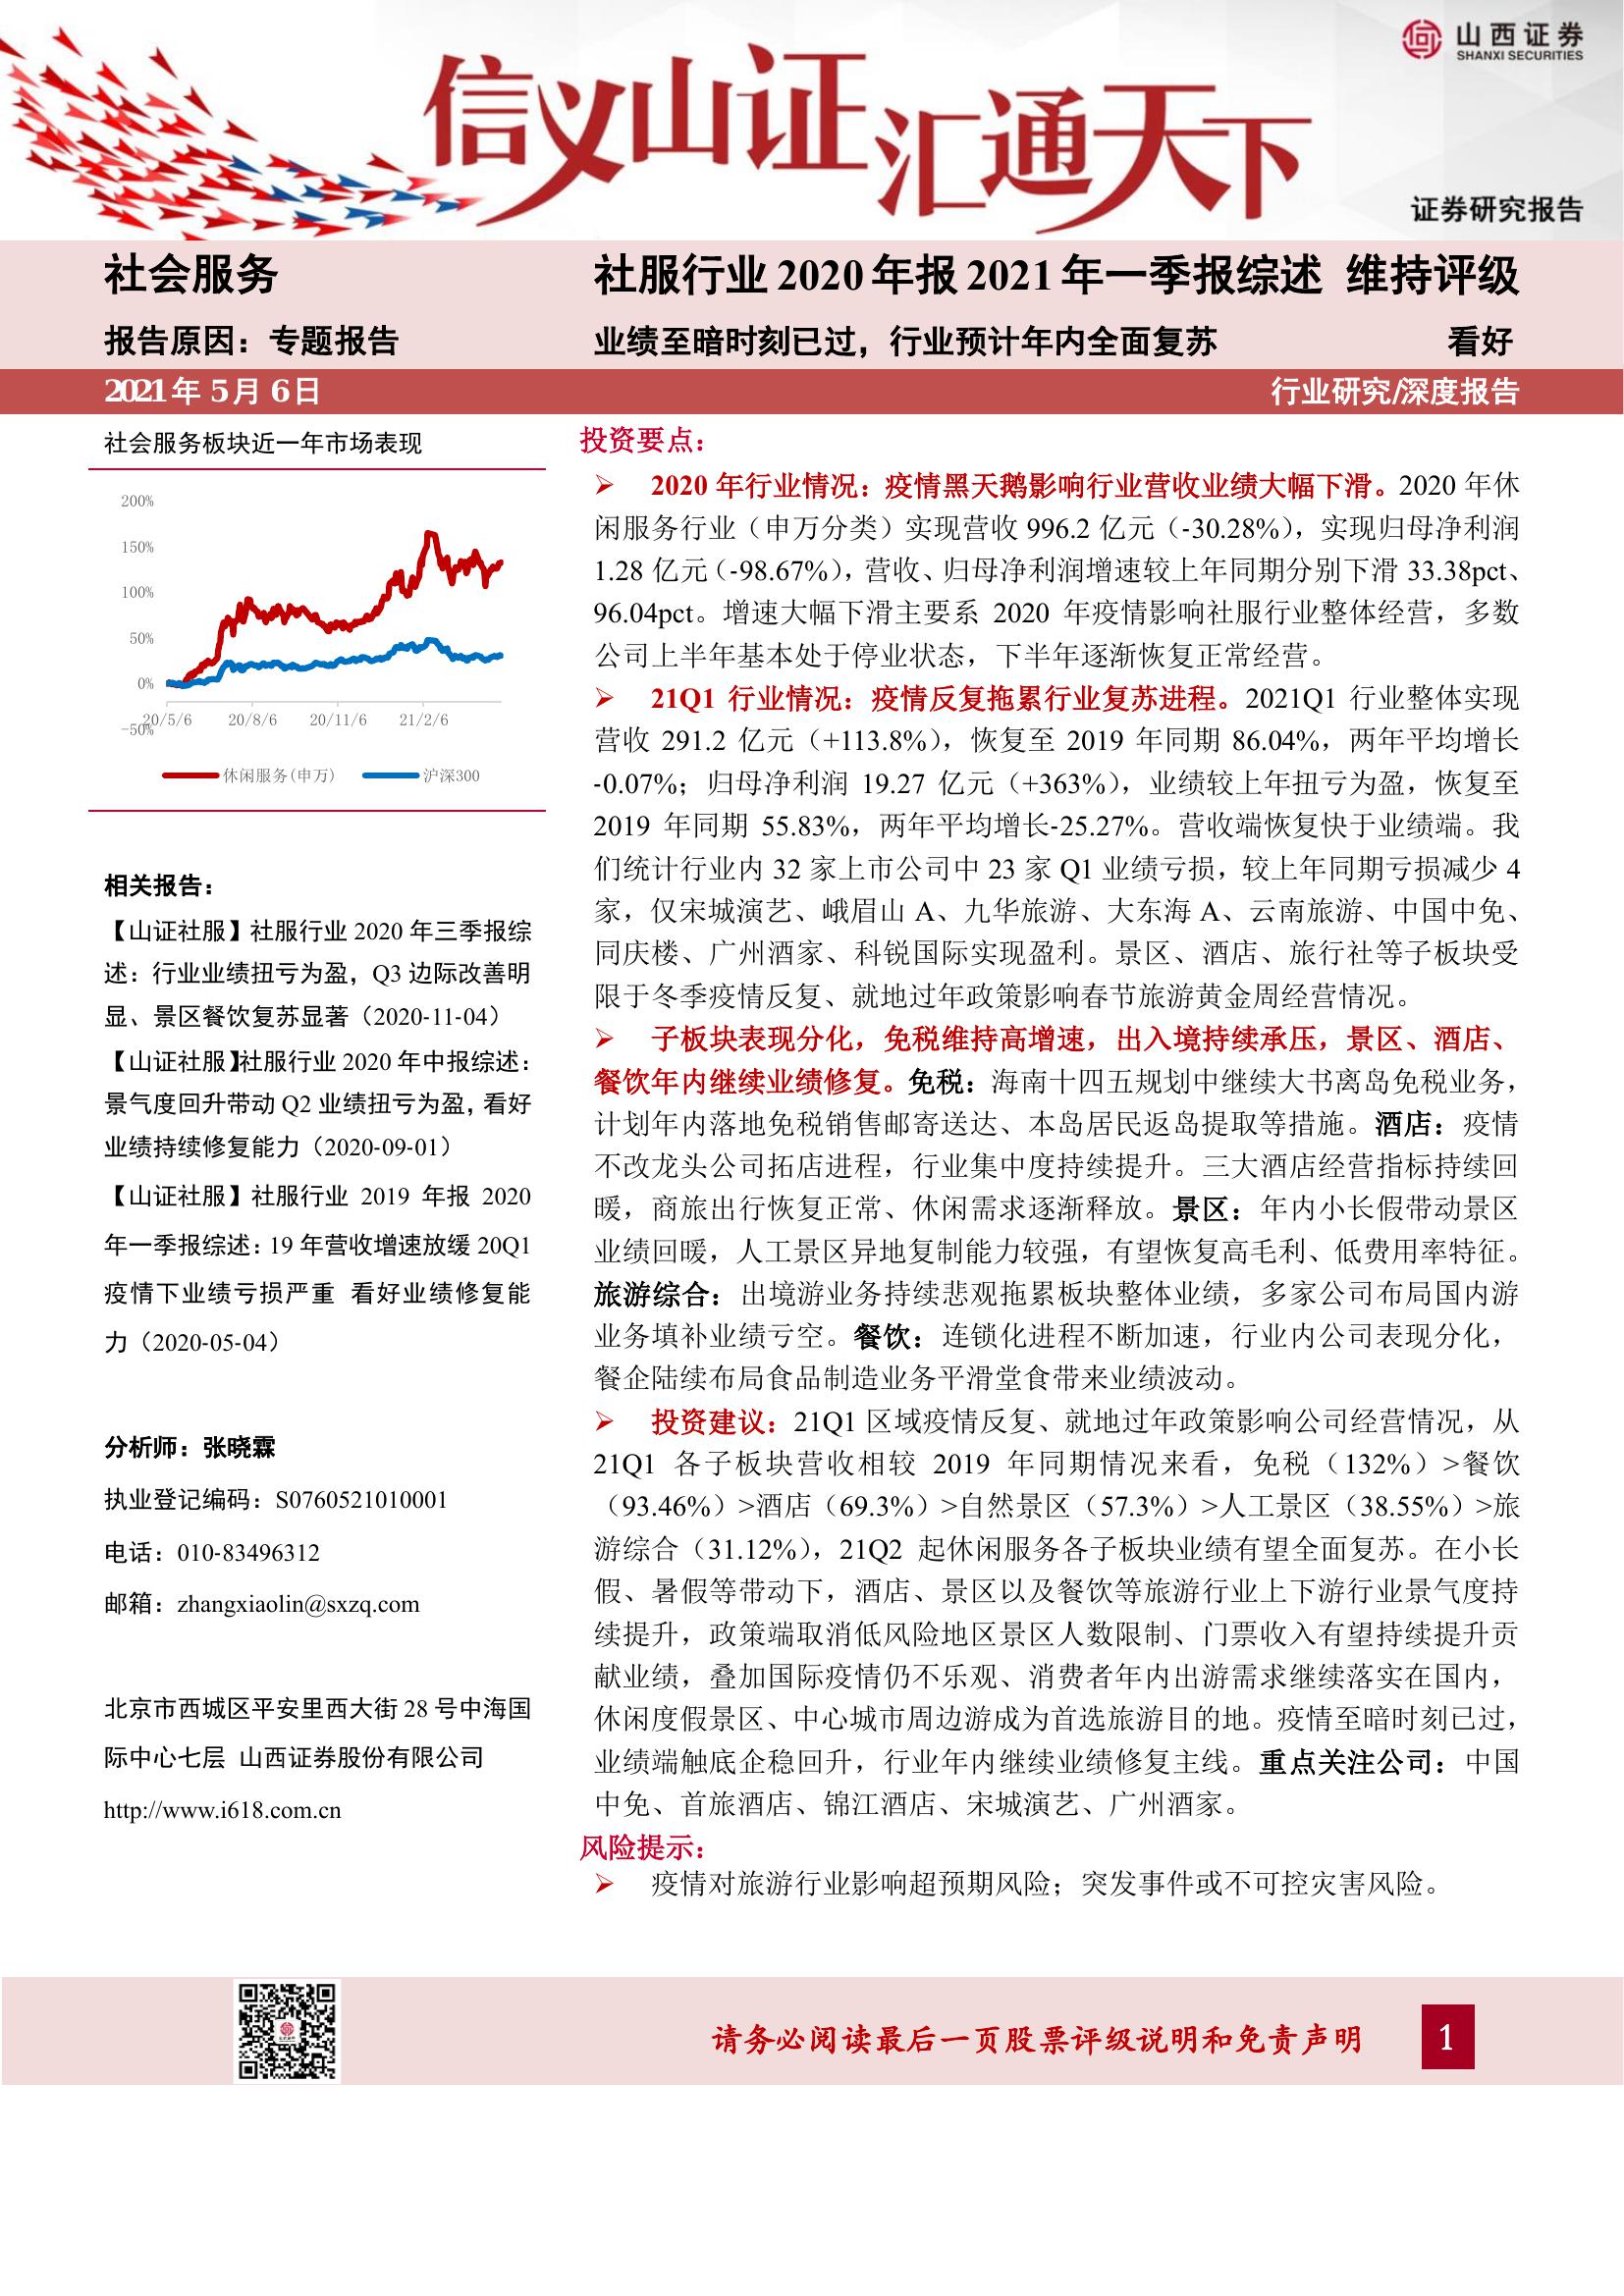 山西证券
SHANXI SECURITIES
信义山证汇通天下
证券研究报告
社会服务
报告原因：专题报告
社服行业 2020 年报 2021 年一季报综述 维持评级
业绩至暗时刻已过，行业预计年内全面复苏 看好
2021 年 5 月 6 日 行业研究/深度报告
社会服务板块近一年市场表现
200%
150%
100%
50%
0%
-50%
20/5/6 20/8/6 20/11/6 21/2/6
休闲服务(申万) 沪深300
相关报告：
【山证社服】社服行业 2020 年三季报综
述：行业业绩扭亏为盈，Q3 边际改善明
显、景区餐饮复苏显著（2020-11-04）
【山证社服】社服行业 2020 年中报综述：
景气度回升带动 Q2 业绩扭亏为盈，看好
业绩持续修复能力（2020-09-01）
【山证社服】社服行业 2019 年报 2020
年一季报综述：19 年营收增速放缓 20Q1
疫情下业绩亏损严重 看好业绩修复能
力（2020-05-04）
分析师：张晓霖
执业登记编码：S0760521010001
电话：010-83496312
邮箱：zhangxiaolin@sxzq.com
北京市西城区平安里西大街 28 号中海国
际中心七层 山西证券股份有限公司
http://www.i618.com.cn
投资要点：
➢ 2020 年行业情况：疫情黑天鹅影响行业营收业绩大幅下滑。2020 年休
闲服务行业（申万分类）实现营收 996.2 亿元（-30.28%），实现归母净利润
1.28 亿元（-98.67%），营收、归母净利润增速较上年同期分别下滑 33.38pct、
96.04pct。增速大幅下滑主要系 2020 年疫情影响社服行业整体经营，多数
公司上半年基本处于停业状态，下半年逐渐恢复正常经营。
➢ 21Q1 行业情况：疫情反复拖累行业复苏进程。2021Q1 行业整体实现
营收 291.2 亿元（+113.8%），恢复至 2019 年同期 86.04%，两年平均增长
-0.07%；归母净利润 19.27 亿元（+363%），业绩较上年扭亏为盈，恢复至
2019 年同期 55.83%，两年平均增长-25.27%。营收端恢复快于业绩端。我
们统计行业内 32 家上市公司中 23 家 Q1 业绩亏损，较上年同期亏损减少 4
家，仅宋城演艺、峨眉山 A、九华旅游、大东海 A、云南旅游、中国中免、
同庆楼、广州酒家、科锐国际实现盈利。景区、酒店、旅行社等子板块受
限于冬季疫情反复、就地过年政策影响春节旅游黄金周经营情况。
➢ 子板块表现分化，免税维持高增速，出入境持续承压，景区、酒店、
餐饮年内继续业绩修复。免税：海南十四五规划中继续大书离岛免税业务，
计划年内落地免税销售邮寄送达、本岛居民返岛提取等措施。酒店：疫情
不改龙头公司拓店进程，行业集中度持续提升。三大酒店经营指标持续回
暖，商旅出行恢复正常、休闲需求逐渐释放。景区：年内小长假带动景区
业绩回暖，人工景区异地复制能力较强，有望恢复高毛利、低费用率特征。
旅游综合：出境游业务持续悲观拖累板块整体业绩，多家公司布局国内游
业务填补业绩亏空。餐饮：连锁化进程不断加速，行业内公司表现分化，
餐企陆续布局食品制造业务平滑堂食带来业绩波动。
➢ 投资建议：21Q1 区域疫情反复、就地过年政策影响公司经营情况，从
21Q1 各子板块营收相较 2019 年同期情况来看，免税（132%）>餐饮
（93.46%）>酒店（69.3%）>自然景区（57.3%）>人工景区（38.55%）>旅
游综合（31.12%），21Q2 起休闲服务各子板块业绩有望全面复苏。在小长
假、暑假等带动下，酒店、景区以及餐饮等旅游行业上下游行业景气度持
续提升，政策端取消低风险地区景区人数限制、门票收入有望持续提升贡
献业绩，叠加国际疫情仍不乐观、消费者年内出游需求继续落实在国内，
休闲度假景区、中心城市周边游成为首选旅游目的地。疫情至暗时刻已过，
业绩端触底企稳回升，行业年内继续业绩修复主线。重点关注公司：中国
中免、首旅酒店、锦江酒店、宋城演艺、广州酒家。
风险提示：
➢ 疫情对旅游行业影响超预期风险；突发事件或不可控灾害风险。
请务必阅读最后一页股票评级说明和免责声明 1